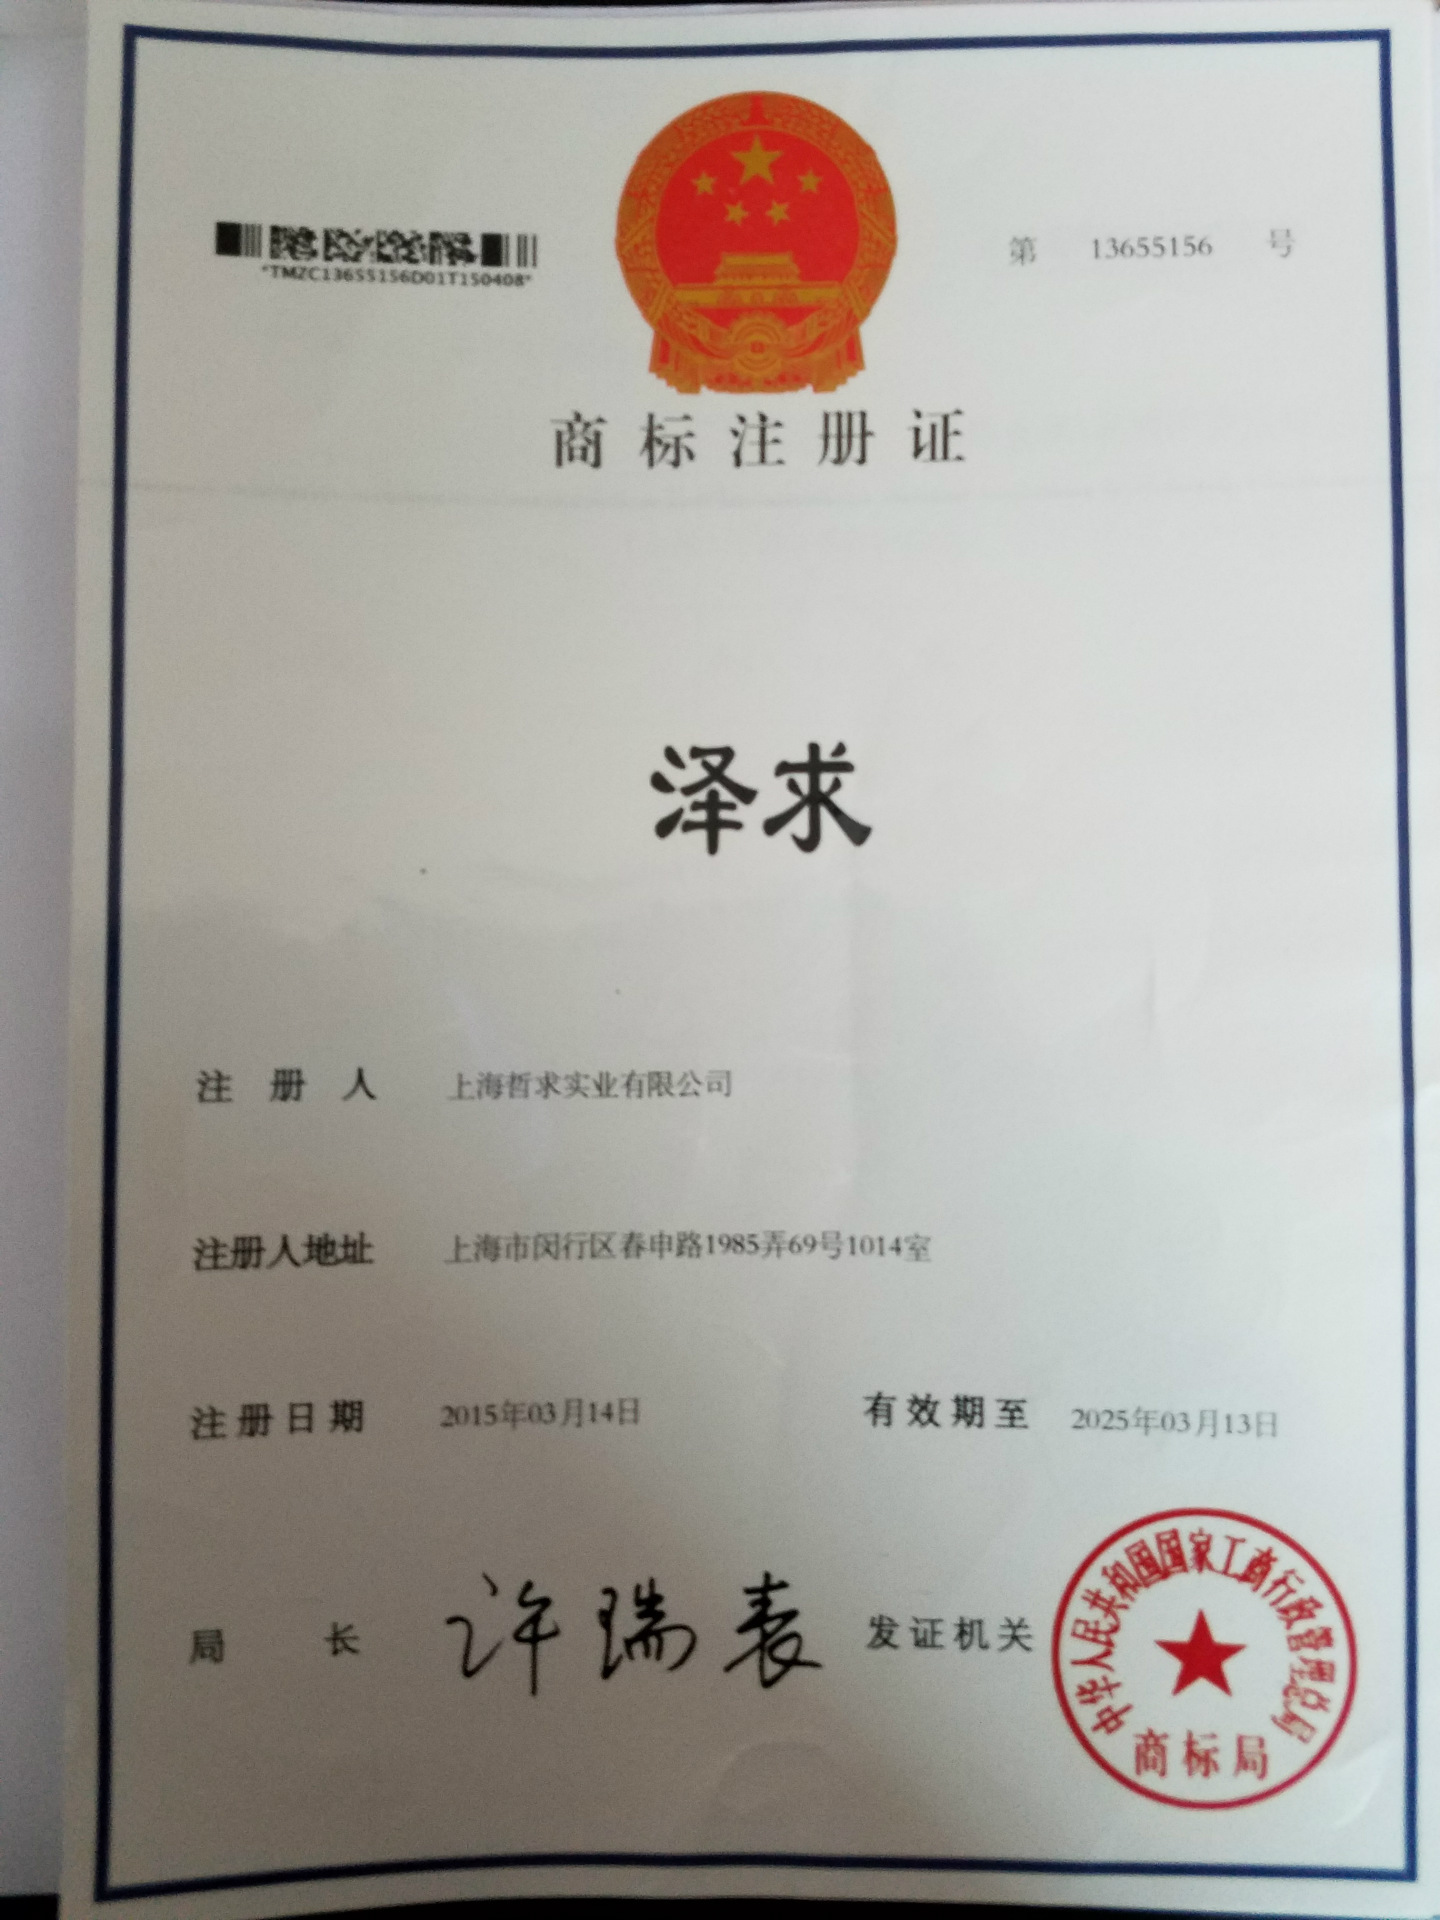 第 13655156 号
*TMZC13655156D01T150408*
商标注册证
泽求
注册人 上海哲求实业有限公司
注册人地址 上海市闵行区春申路1985弄69号1014室
注册日期 2015年03月14日 有效期至 2025年03月13日
局长 许瑞表 发证机关
中华人民共和国国家工商行政管理总局
商标局